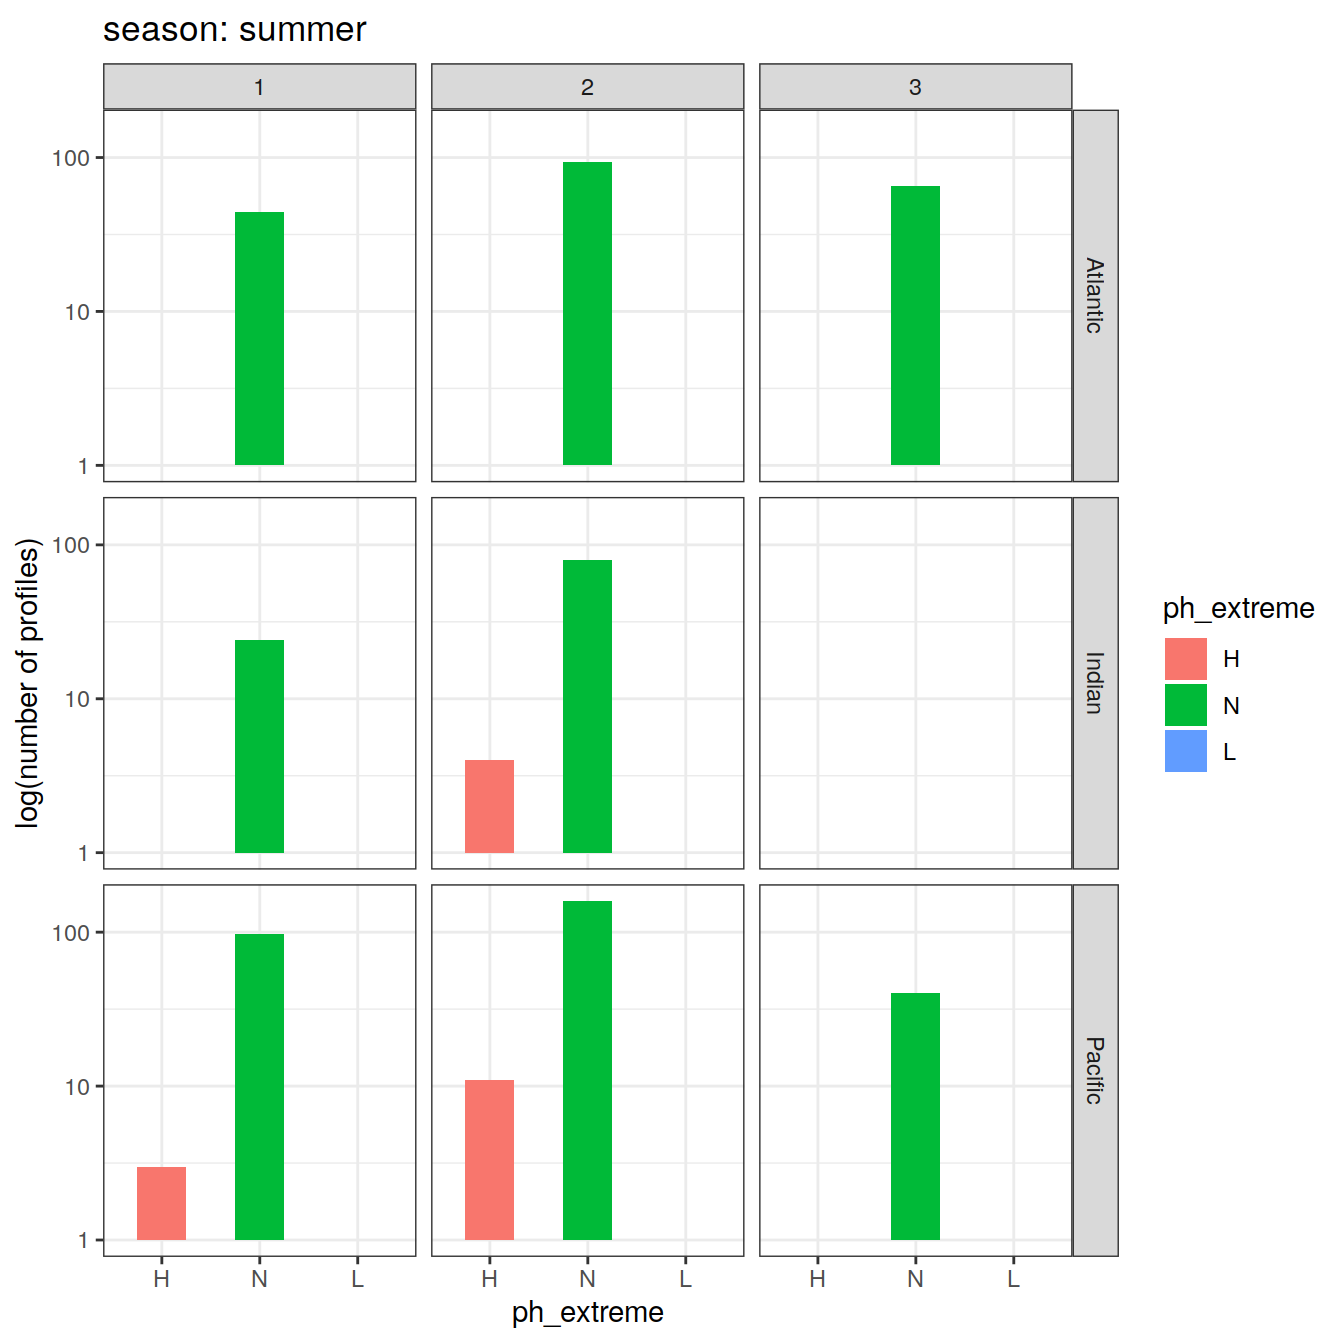 season: summer
1 2 3
100
10
1
Atlantic
100
10
1
Indian
100
10
1
Pacific
H N L H N L H N L
ph_extreme
log(number of profiles)
ph_extreme
H
N
L